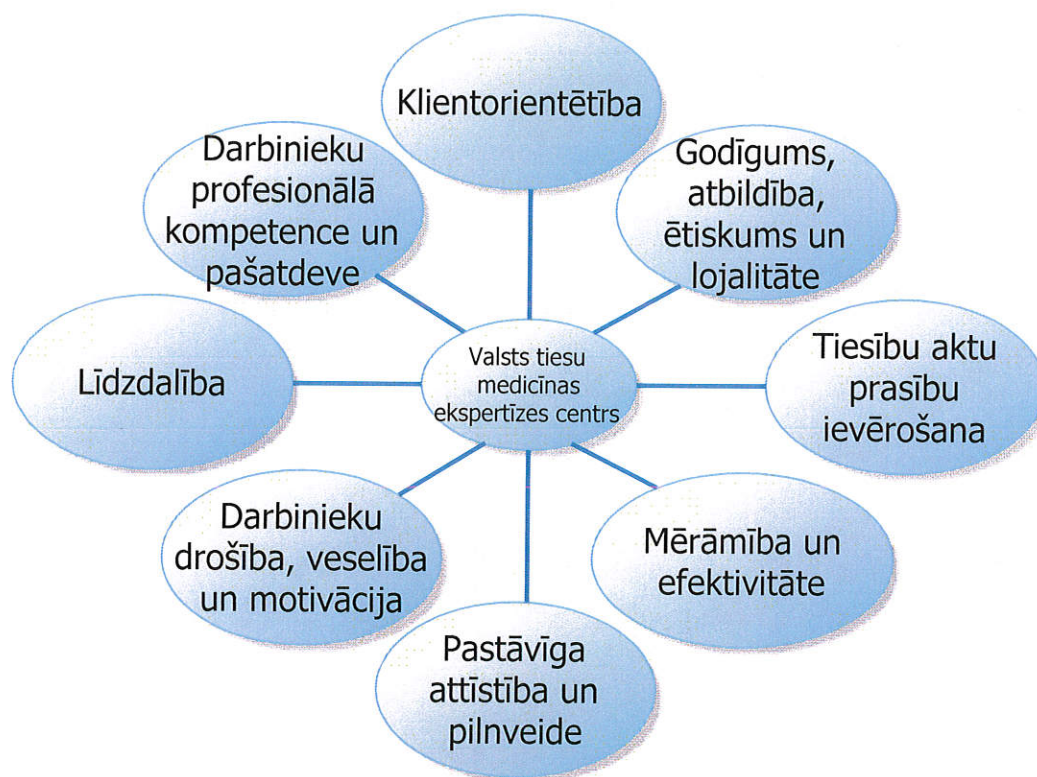 Klientorientētība
Darbinieku
profesionālā
kompetence un
pašatdeve
Godīgums,
atbildība,
ētiskums un
lojalitāte
Līdzdalība
Valsts tiesu
medicīnas
ekspertīzes centrs
Tiesību aktu
prasību
ievērošana
Darbinieku
drošība, veselība
un motivācija
Mērāmība un
efektivitāte
Pastāvīga
attīstība un
pilnveide